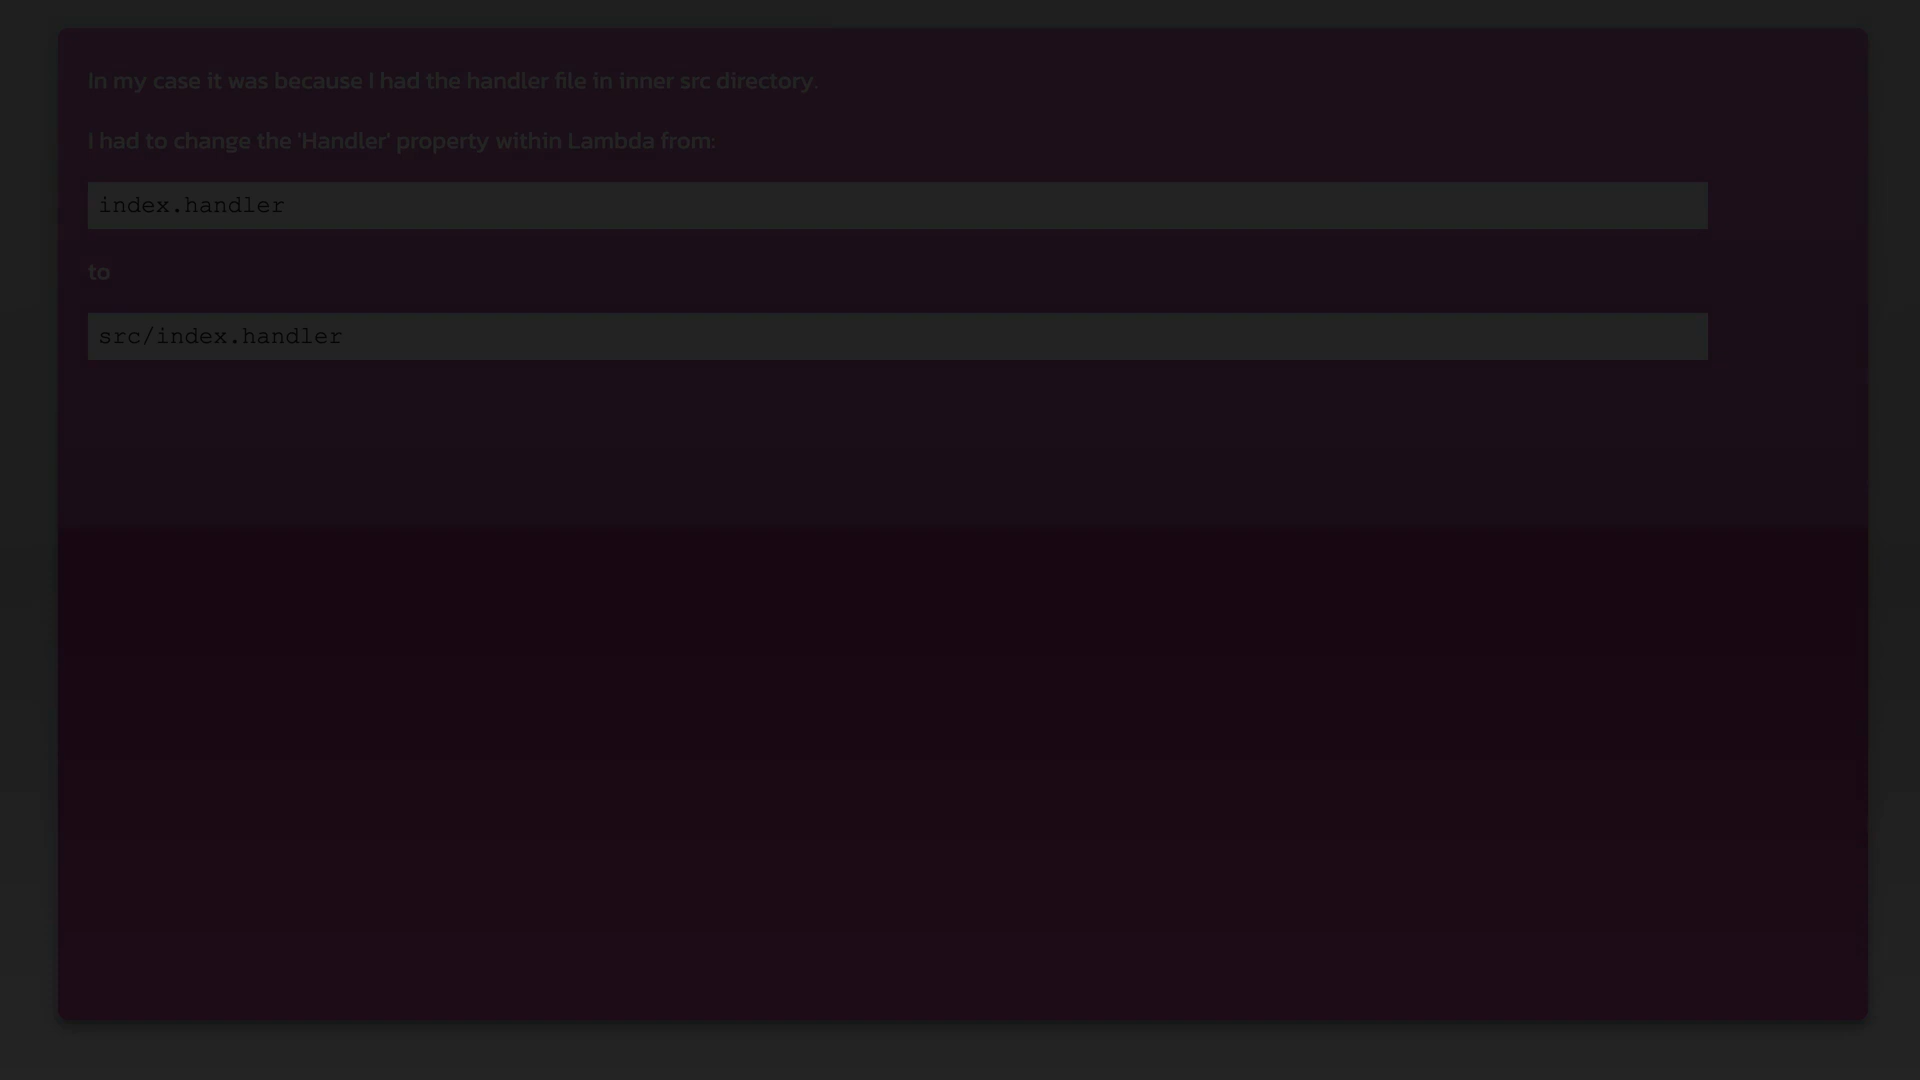 In my case it was because I had the handler file in inner src directory.
I had to change the 'Handler' property within Lambda from:
index.handler
to
src/index.handler